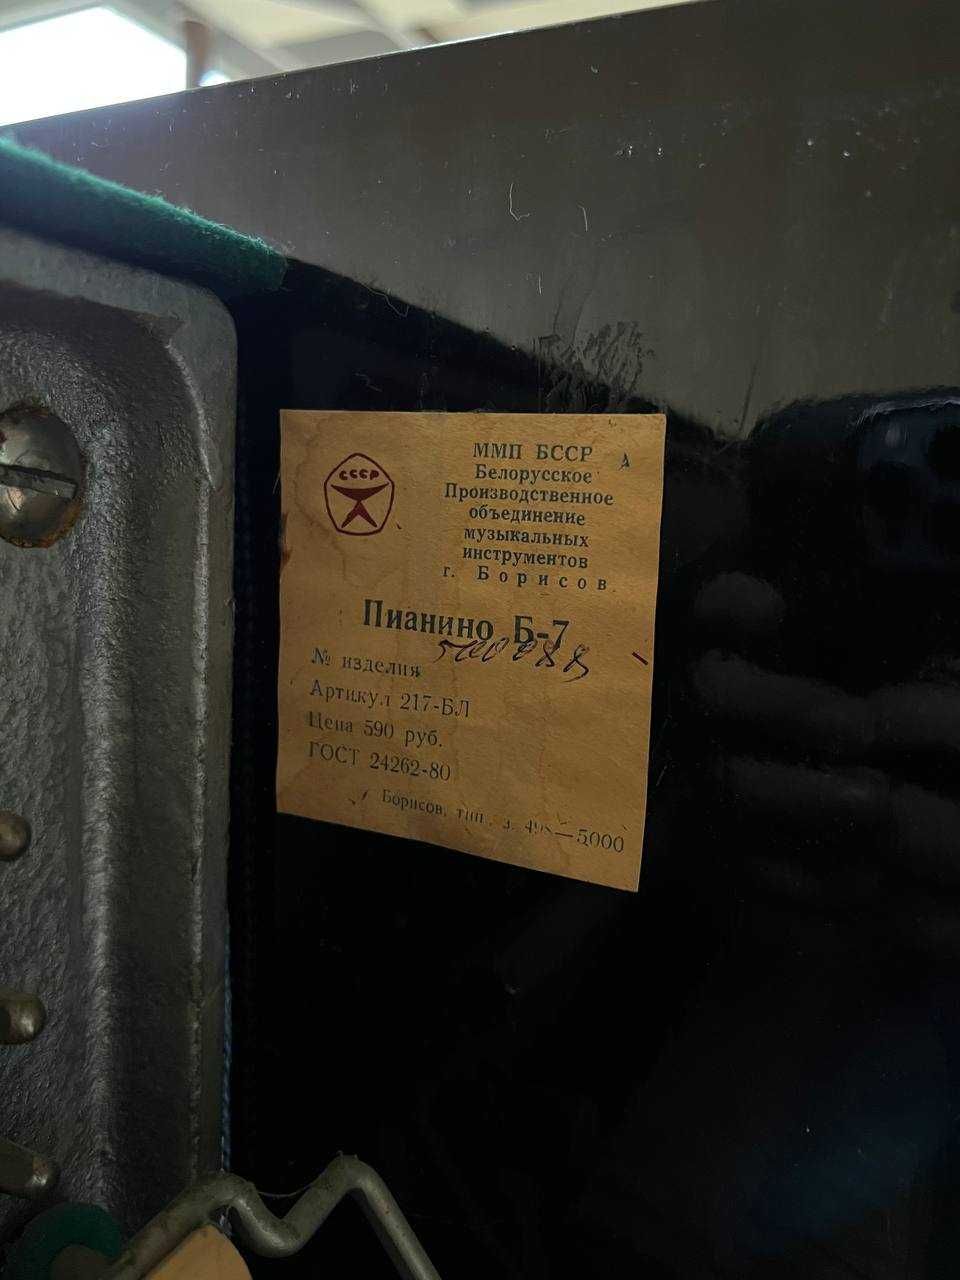 СССР
ММП БССР
Белорусское
Производственное
объединение
музыкальных
инструментов
г. Борисов
Пианино Б-7
№ изделия
Артикул 217-БЛ
Цена 590 руб.
ГОСТ 24262-80
Борисов, тип. з. —5000